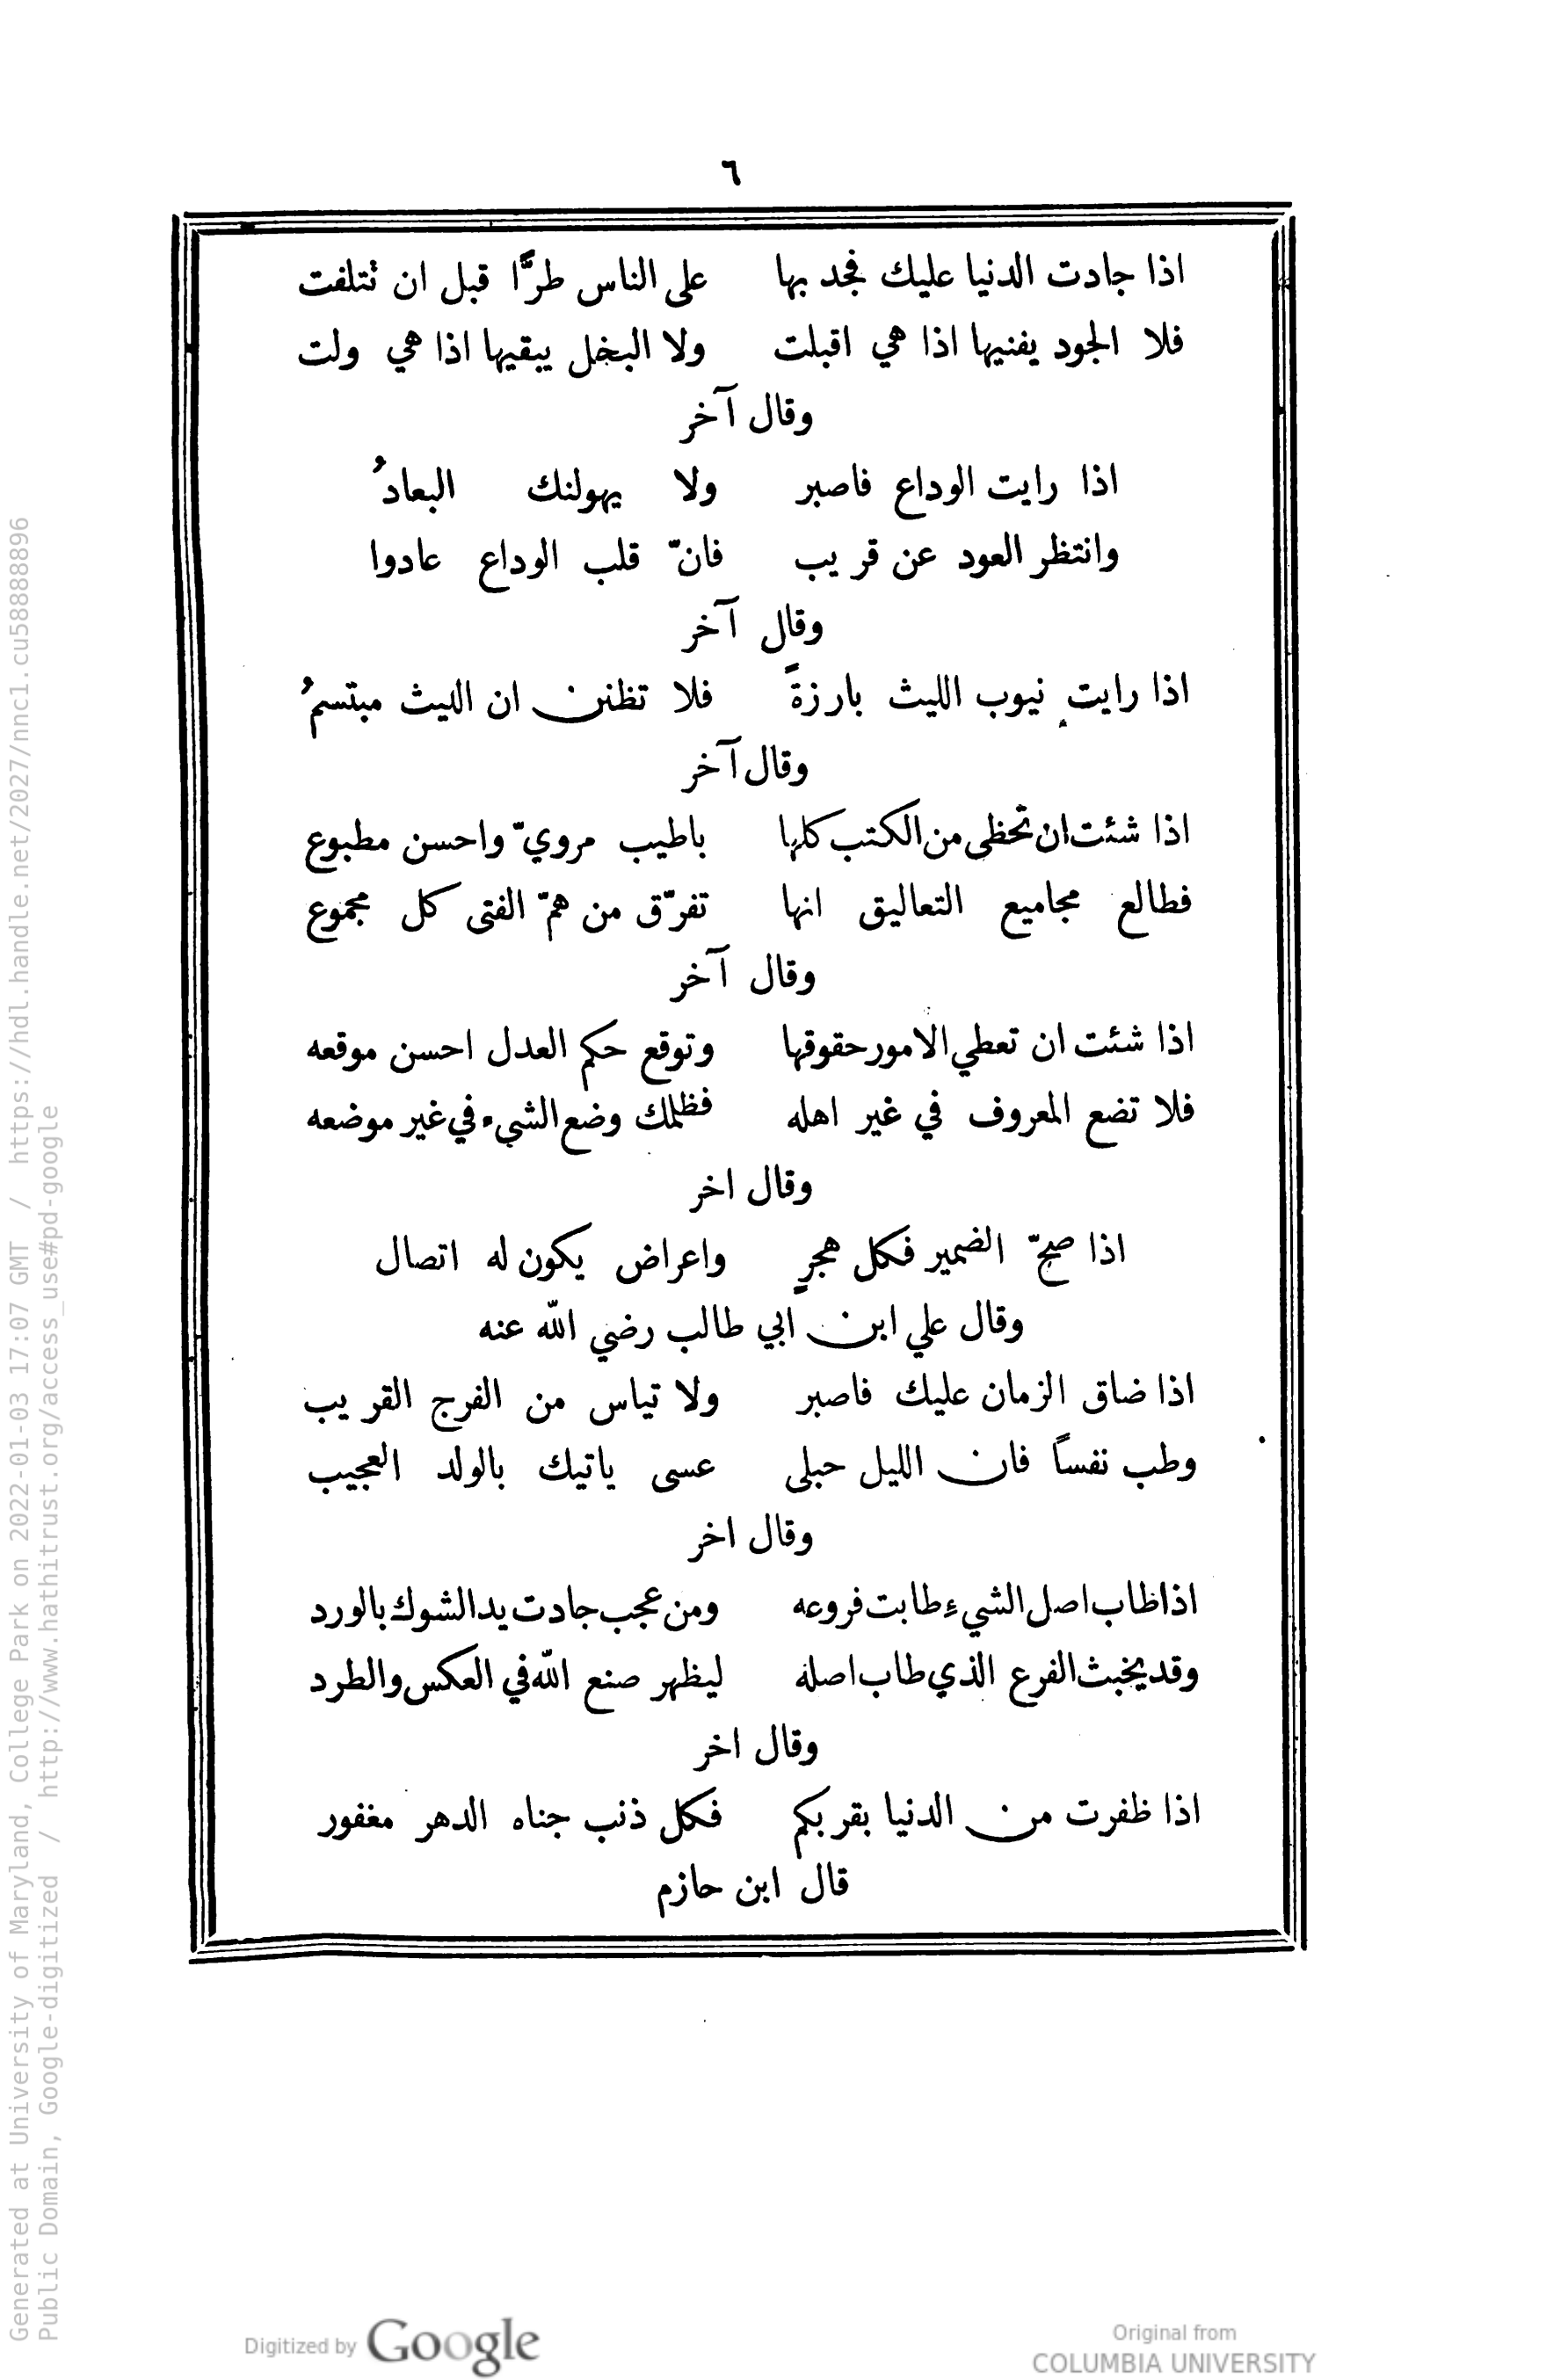 ٦
اذا جادت الدنيا عليك فجد بها على الناس طرًّا قبل ان نتلفت
فلا الجود يفنيها اذا هي اقبلت ولا البخل يبقيها اذا هي ولت
وقال آخر
اذا رايت الوداع فاصبر ولا يهولنك البعادُ
وانتظر العود عن قريب فانّ قلب الوداع عادوا
وقال آخر
اذا رايت نيوب الليث بارزةً فلا تظنن ان الليث مبتسمُ
وقال آخر
اذا شئت ان تحظى من الكتب كلها باطيب مرويّ واحسن مطبوع
فطالع مجاميع التعاليق انها تفرّق من همّ الفتى كل مجموع
وقال آخر
اذا شئت ان تعطي الامور حقوقها وتوقع حكم العدل احسن موقعه
فلا تضع المعروف في غير اهله فظلمك وضع الشيء في غير موضعه
وقال اخر
اذا صحّ الضمير فكل هجرٍ واعراض يكون له اتصال
وقال علي ابن ابي طالب رضي الله عنه
اذا ضاق الزمان عليك فاصبر ولا تياس من الفرج القريب
وطب نفساً فان الليل حبلى عسى ياتيك بالولد العجيب
وقال اخر
اذا ظاب اصل الشيء طابت فروعه ومن عجب جادت يد الشوك بالورد
وقد يخبث الفرع الذي طاب اصله ليظهر صنع الله في العكس والطرد
وقال اخر
اذا ظفرت من الدنيا بقربكم فكل ذنب جناه الدهر مغفور
قال ابن حازم
Generated at University of Maryland, College Park on 2022-01-03 17:07 GMT / https://hdl.handle.net/2027/nnc1.cu58888896
Public Domain, Google-digitized / http://www.hathitrust.org/access_use#pd-google
Digitized by Google
Original from
COLUMBIA UNIVERSITY